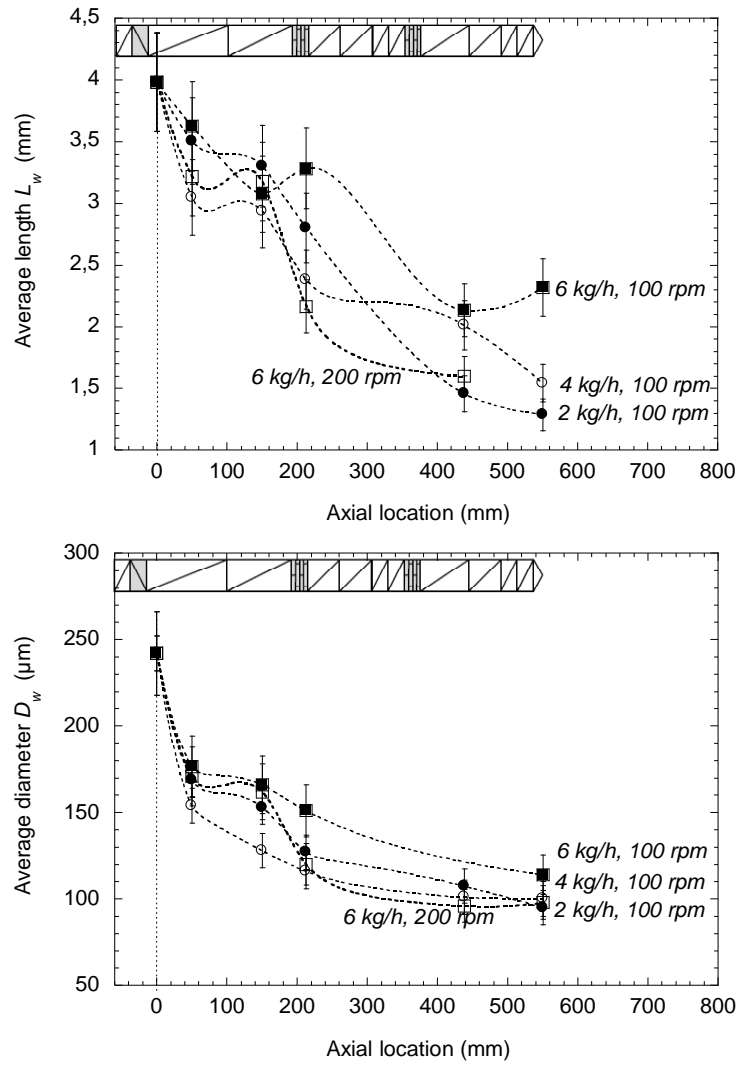 4,5
4
3,5
3
2,5
2
1,5
1
Average length L_w (mm)
6 kg/h, 100 rpm
6 kg/h, 200 rpm
4 kg/h, 100 rpm
2 kg/h, 100 rpm
0 100 200 300 400 500 600 700 800
Axial location (mm)
300
250
200
150
100
50
Average diameter D_w (µm)
6 kg/h, 100 rpm
4 kg/h, 100 rpm
2 kg/h, 100 rpm
6 kg/h, 200 rpm
0 100 200 300 400 500 600 700 800
Axial location (mm)